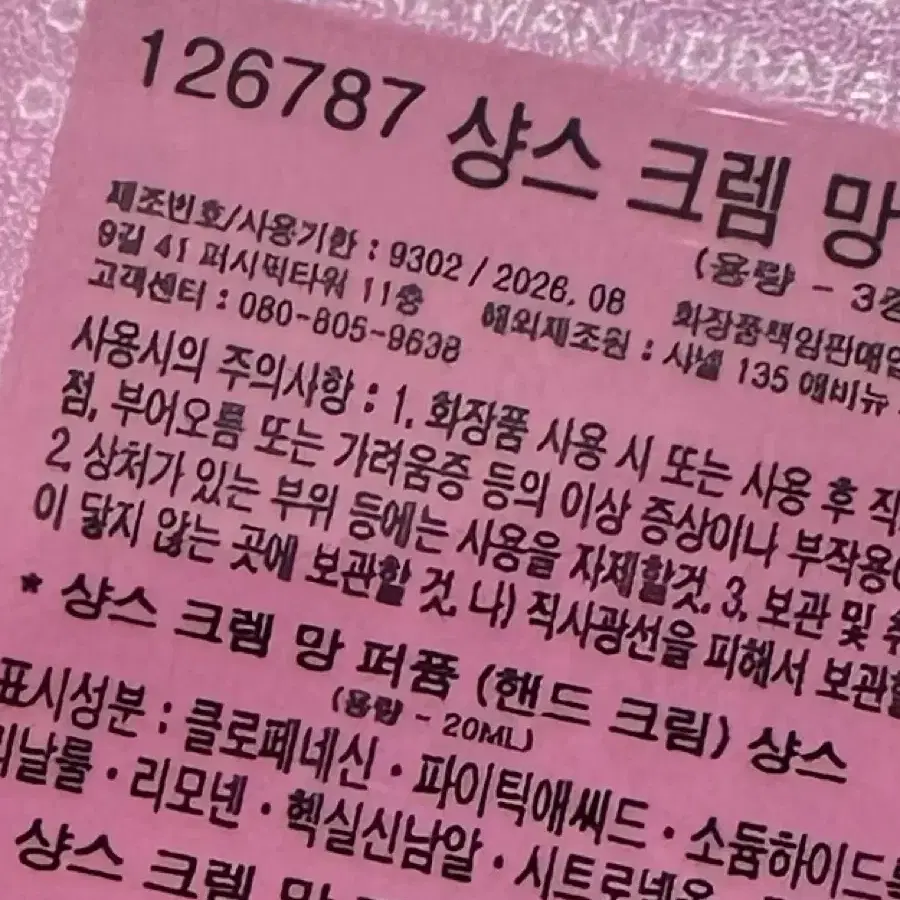 126787 샹스 크렘 망
(용량 - 3
제조번호/사용기한 : 9302 / 2026. 08 화장품책임판매업
9길 41 퍼시픽타워 11층 해외제조원 : 샤넬 135 애비뉴
고객센터 : 080-805-9638
사용시의 주의사항 : 1. 화장품 사용 시 또는 사용 후 직
점, 부어오름 또는 가려움증 등의 이상 증상이나 부작용이
2. 상처가 있는 부위 등에는 사용을 자제할것. 3. 보관 및
이 닿지 않는 곳에 보관할 것. 나) 직사광선을 피해서 보관할
* 샹스 크렘 망 퍼퓸 (핸드 크림) 샹스
(용량 - 20ML)
표시성분 : 클로페네신 · 파이틱애씨드 · 소듐하이드
리날룰 · 리모넨 · 헥실신남알 · 시트로넬올
샹스 크렘 망